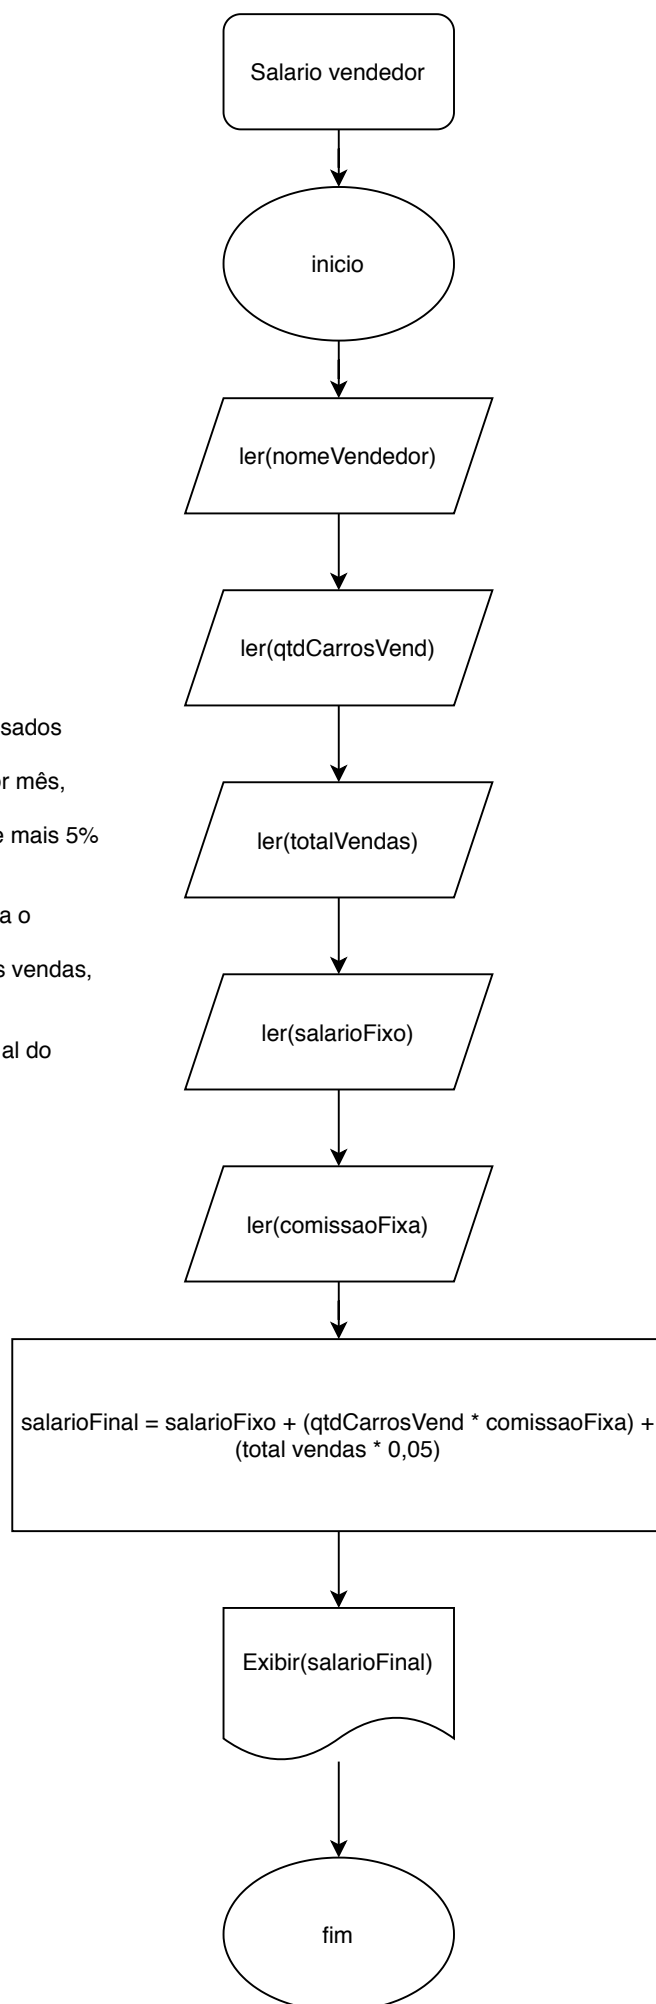 Salario vendedor
inicio
ler(nomeVendedor)
ler(qtdCarrosVend)
sados
mês,
mais 5%
ler(totalVendas)
a o
vendas,
ler(salarioFixo)
al do
ler(comissaoFixa)
salarioFinal = salarioFixo + (qtdCarrosVend * comissaoFixa) +
(total vendas * 0,05)
Exibir(salarioFinal)
fim